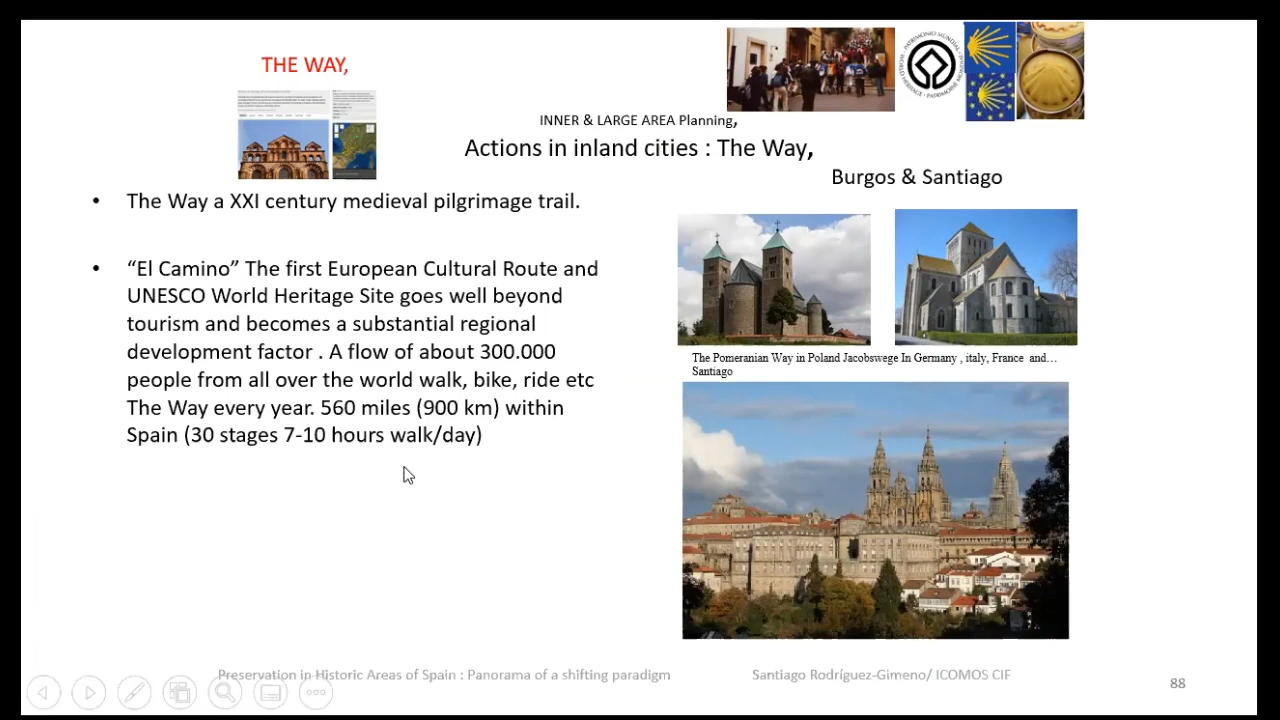 THE WAY,
INNER & LARGE AREA Planning,
Actions in inland cities : The Way,
Burgos & Santiago
• The Way a XXI century medieval pilgrimage trail.
• “El Camino” The first European Cultural Route and
UNESCO World Heritage Site goes well beyond
tourism and becomes a substantial regional
development factor . A flow of about 300.000
people from all over the world walk, bike, ride etc
The Way every year. 560 miles (900 km) within
Spain (30 stages 7-10 hours walk/day)
The Pomeranian Way in Poland Jacobswege In Germany , italy, France and…
Santiago
Preservation in Historic Areas of Spain : Panorama of a shifting paradigm
Santiago Rodríguez-Gimeno/ ICOMOS CIF
88